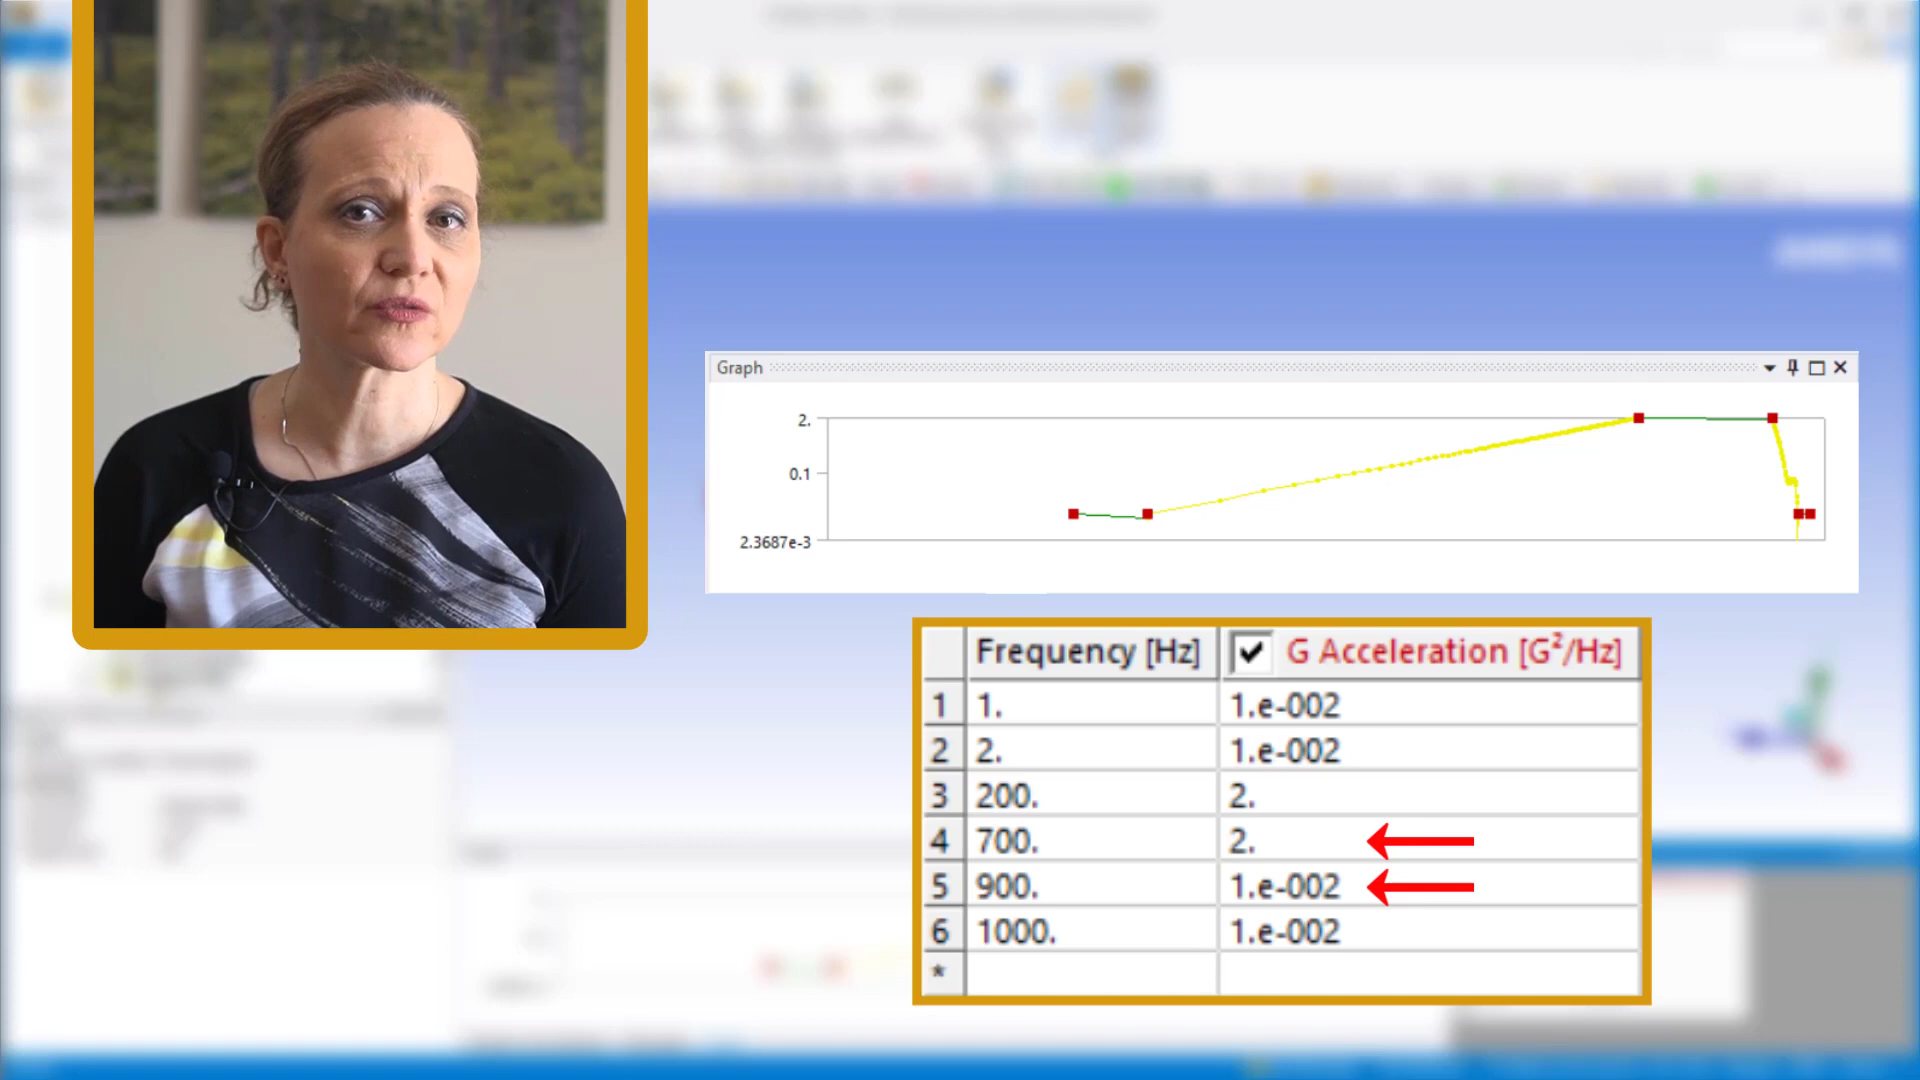 Graph
2.
0.1
2.3687e-3
Frequency [Hz] G Acceleration [G²/Hz]
1 1. 1.e-002
2 2. 1.e-002
3 200. 2.
4 700. 2.
5 900. 1.e-002
6 1000. 1.e-002
*